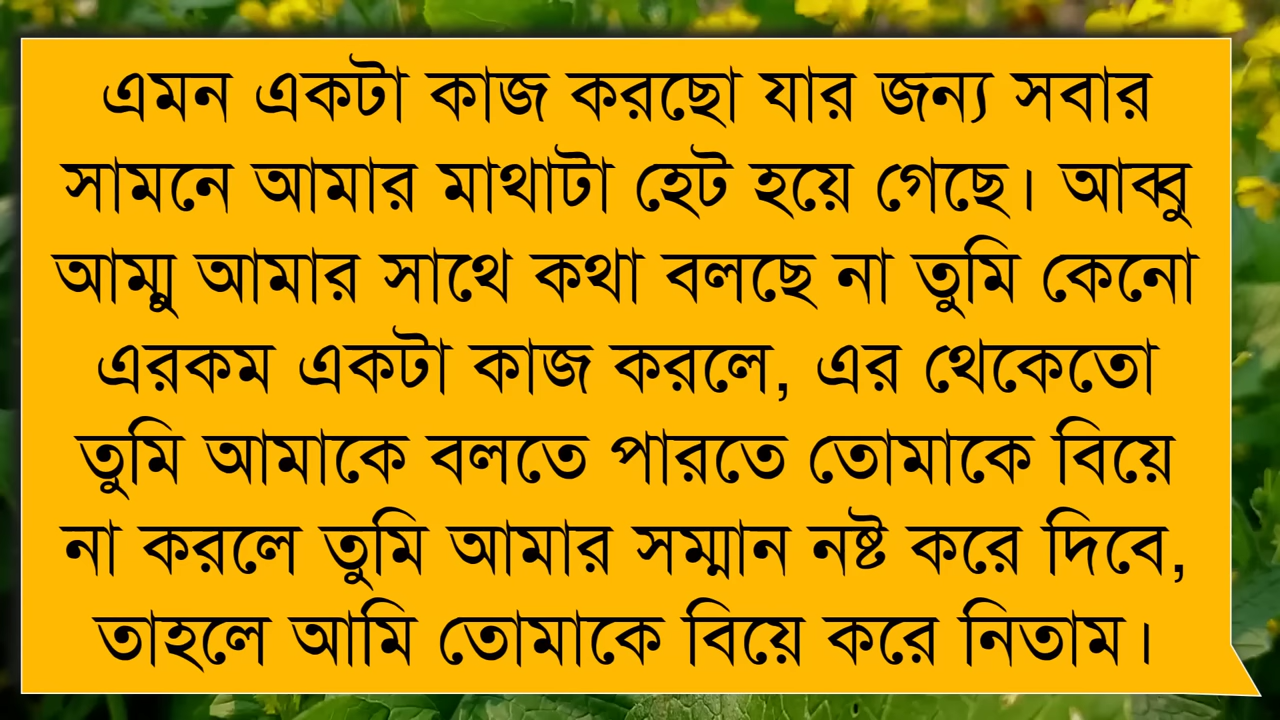 এমন একটা কাজ করছো যার জন্য সবার
সামনে আমার মাথাটা হেট হয়ে গেছে। আব্বু
আম্মু আমার সাথে কথা বলছে না তুমি কেনো
এরকম একটা কাজ করলে, এর থেকেতো
তুমি আমাকে বলতে পারতে তোমাকে বিয়ে
না করলে তুমি আমার সম্মান নষ্ট করে দিবে,
তাহলে আমি তোমাকে বিয়ে করে নিতাম।